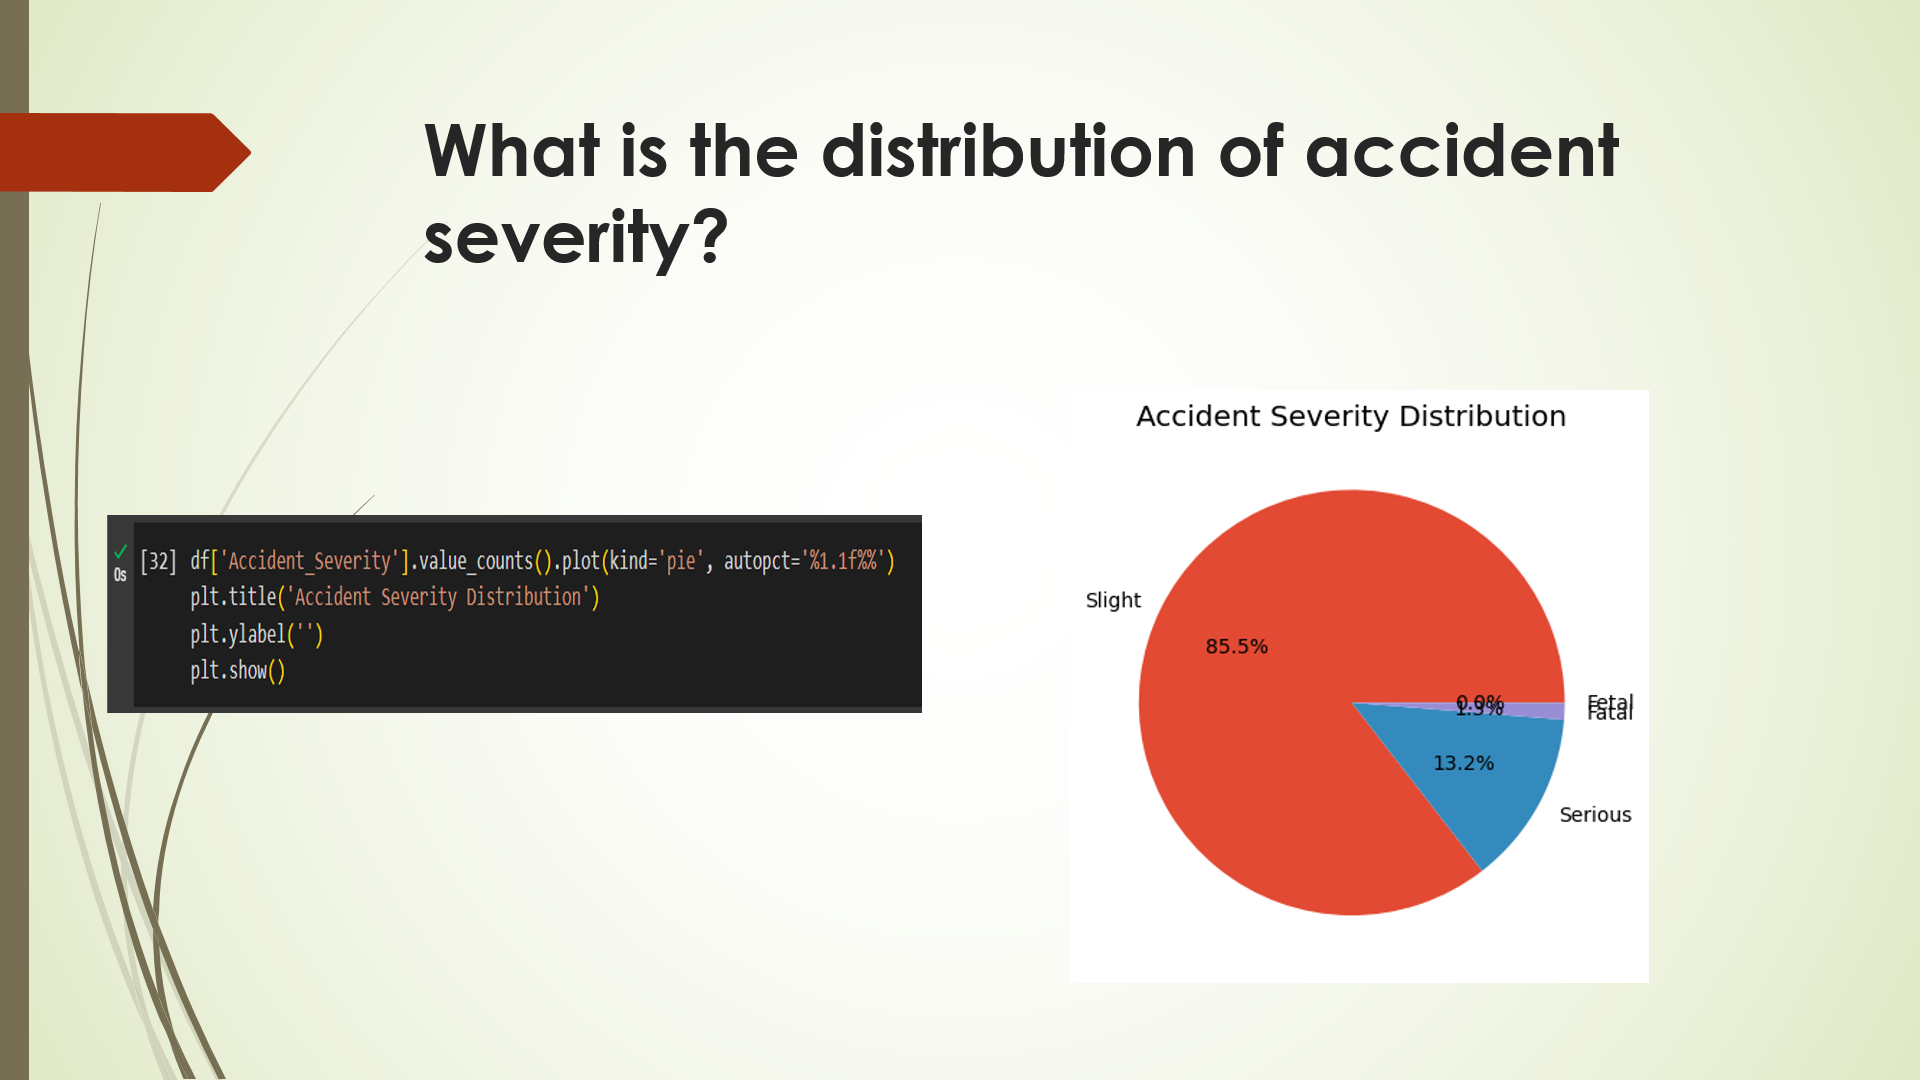 What is the distribution of accident
severity?
[32] df['Accident_Severity'].value_counts().plot(kind='pie', autopct='%1.1f%%')
0s
plt.title('Accident Severity Distribution')
plt.ylabel('')
plt.show()
Accident Severity Distribution
Slight
85.5%
0.0%
Fetal
1.3%
Fatal
13.2%
Serious